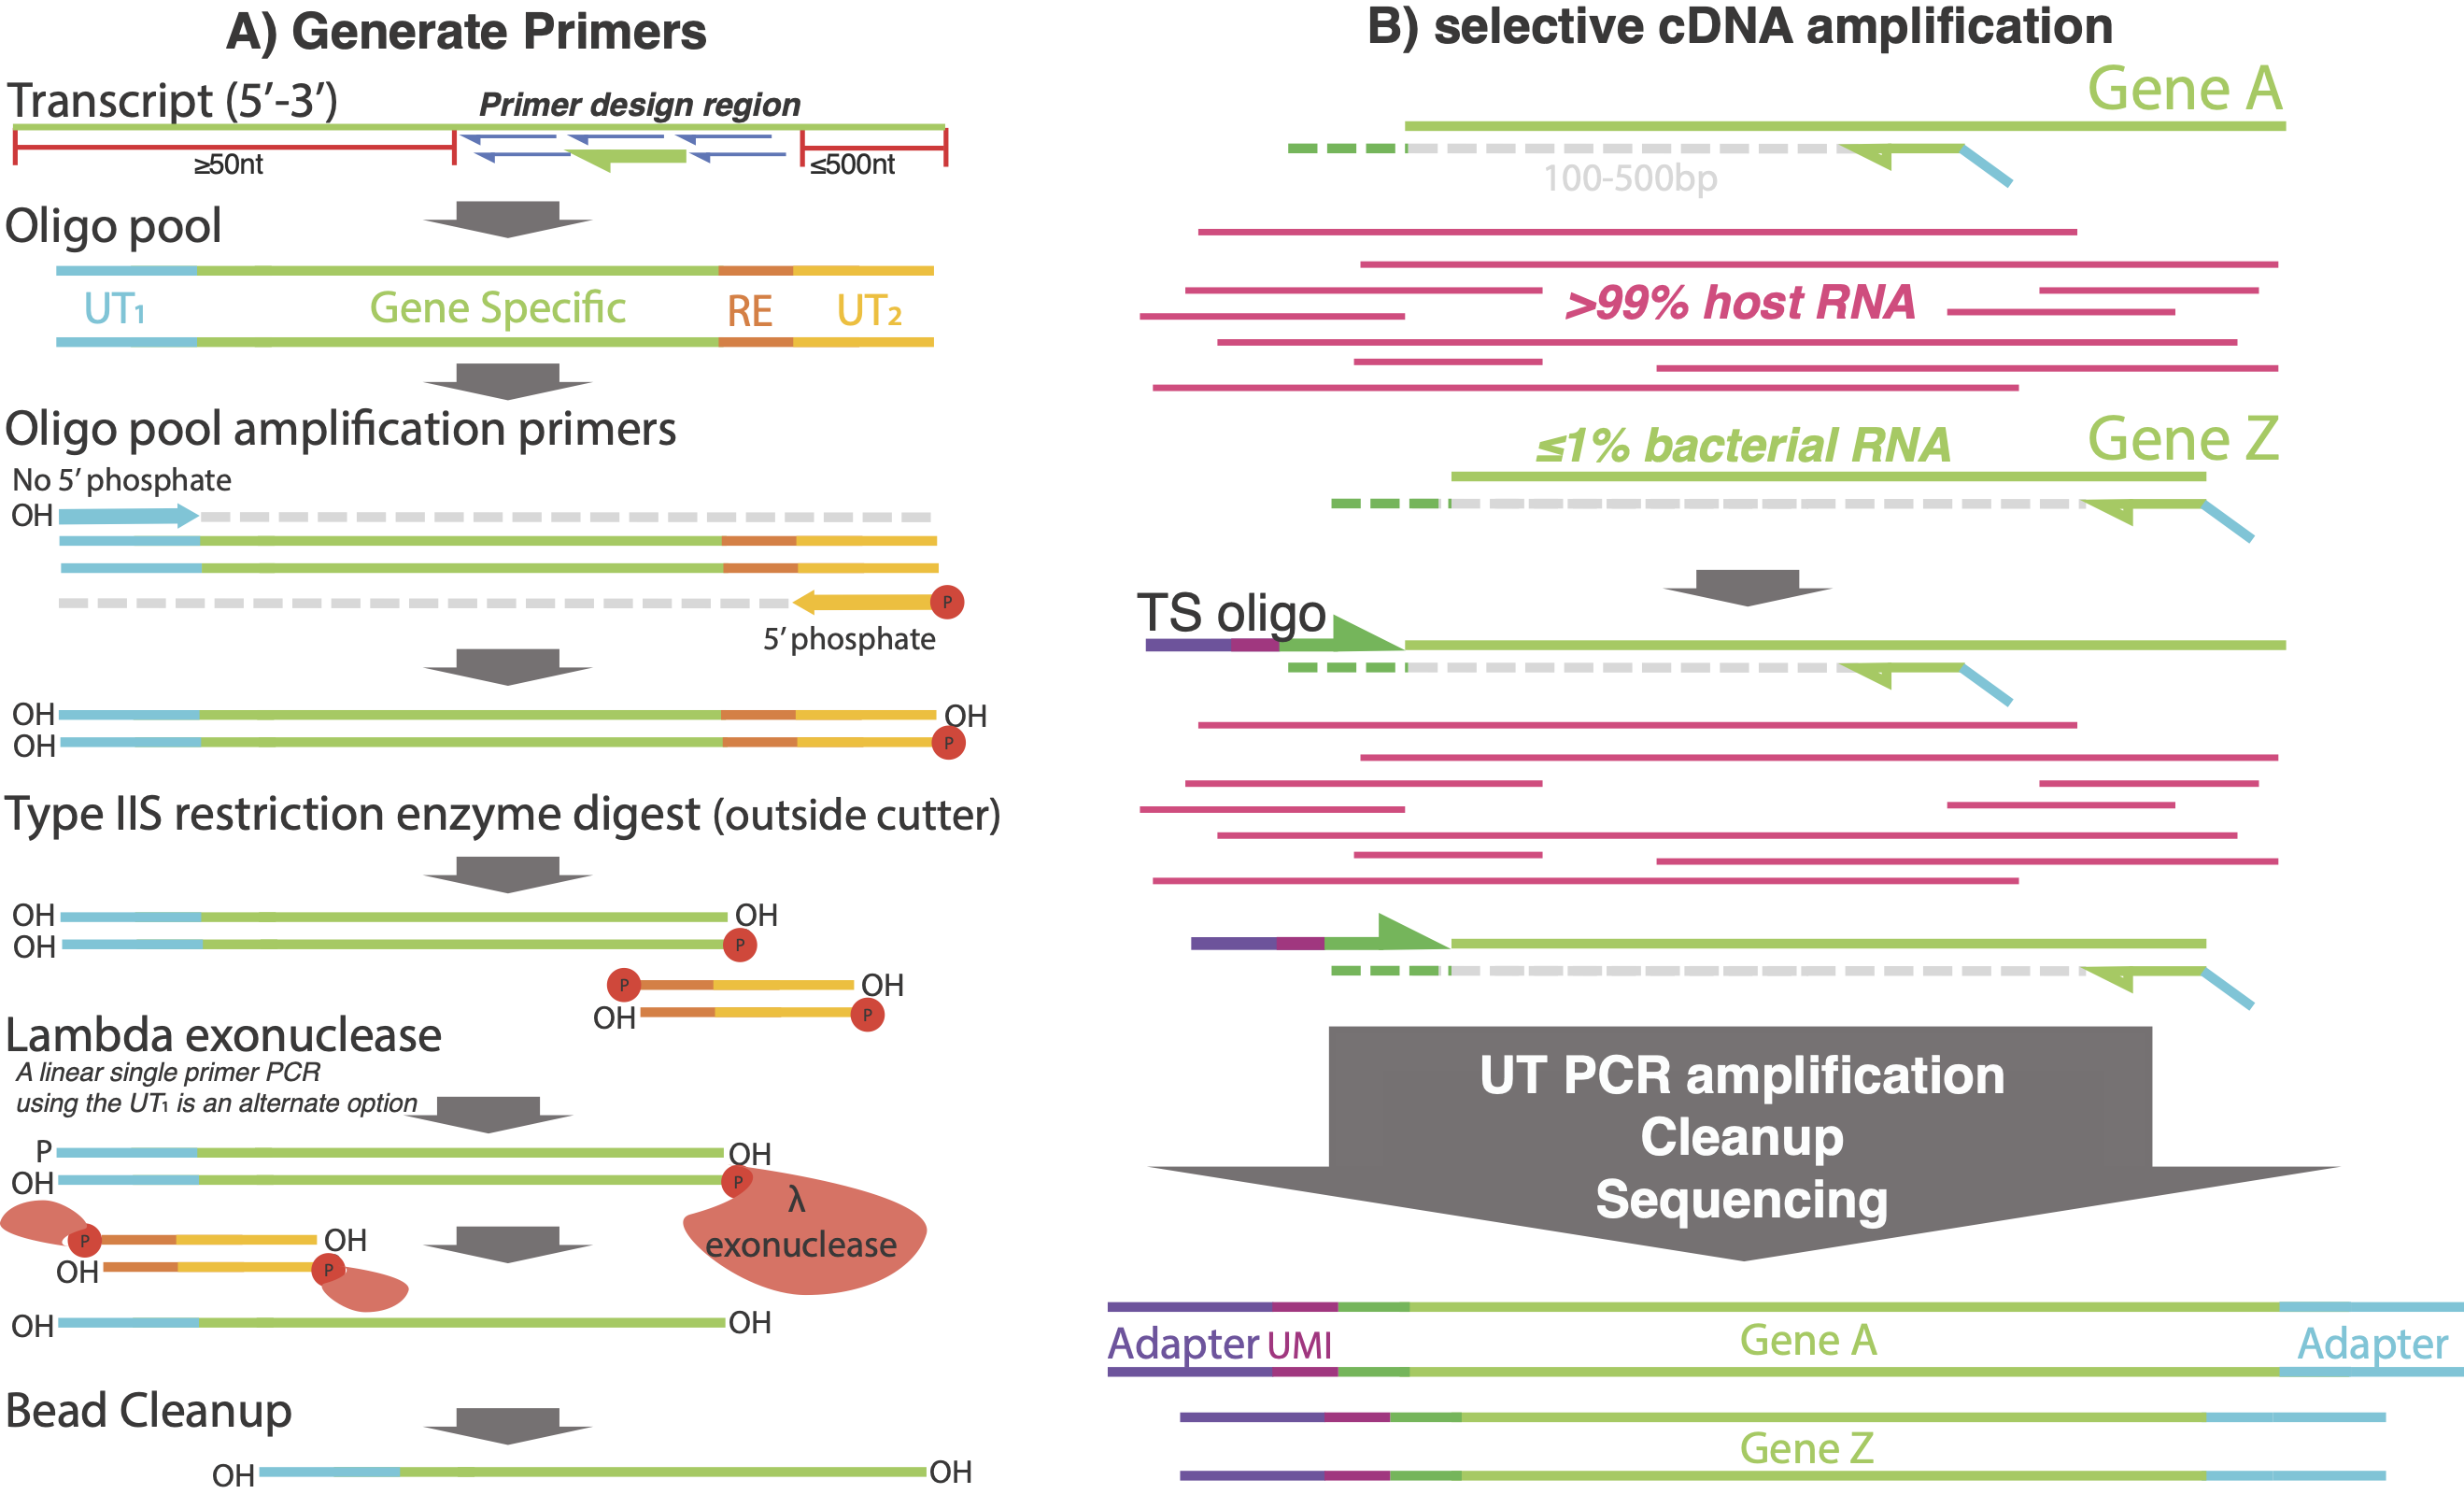 A) Generate Primers
Transcript (5’-3’)
Primer design region
≥50nt
≤500nt
Oligo pool
UT₁
Gene Specific
RE
UT₂
Oligo pool amplification primers
No 5’ phosphate
OH
P
5’ phosphate
OH
OH
OH
P
Type IIS restriction enzyme digest (outside cutter)
OH
OH
OH
P
P
OH
OH
P
Lambda exonuclease
A linear single primer PCR
using the UT₁ is an alternate option
P
OH
OH
P
λ
exonuclease
P
OH
OH
P
OH
OH
Bead Cleanup
OH
OH
B) selective cDNA amplification
Gene A
100-500bp
>99% host RNA
≤1% bacterial RNA
Gene Z
TS oligo
UT PCR amplification
Cleanup
Sequencing
Adapter
UMI
Gene A
Adapter
Gene Z